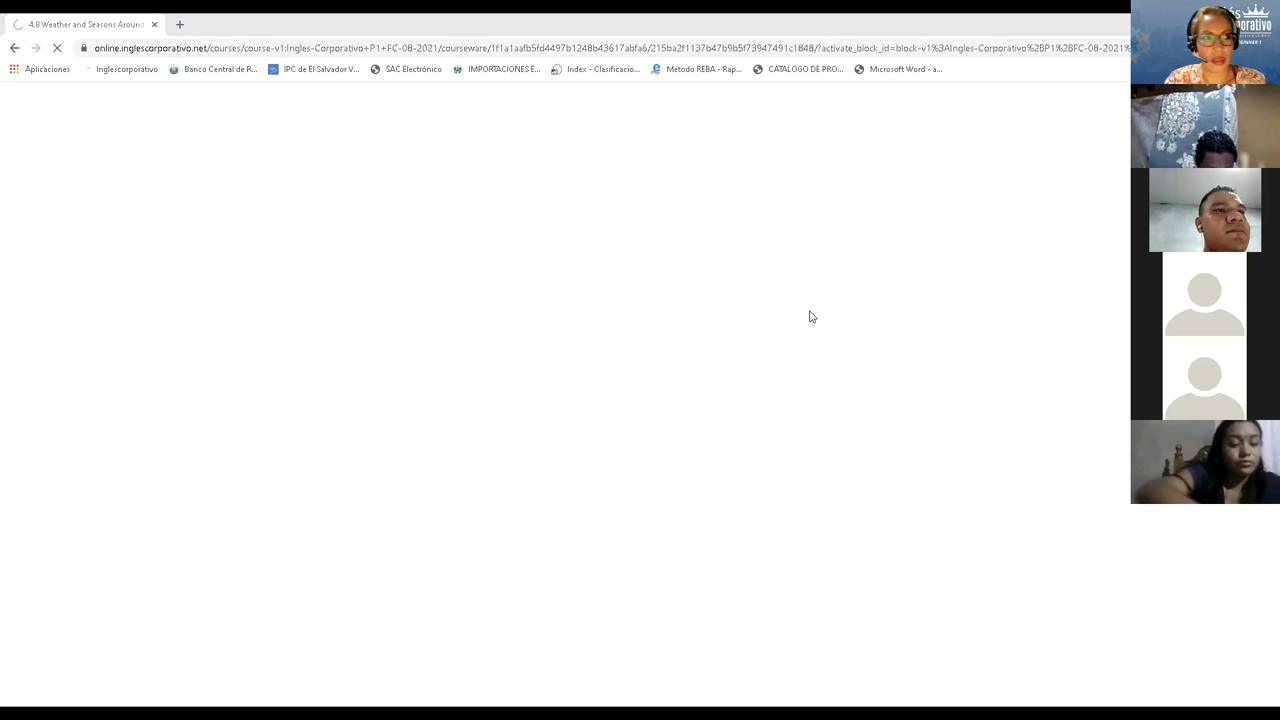 4.8 Weather and Seasons Around
online.inglescorporativo.net/courses/course-v1:Ingles-Corporativo+P1+FC-08-2021/courseware/1f1a1aafb5fd4497b1248b43617abfa6/215ba2f1137b47b9b5f73947491c1848/?activate_block_id=block-v1%3AIngles-Corporativo%2BP1%2BFC-08-2021%
Aplicaciones Inglescorporativo Banco Central de R... IPC de El Salvador V... SAC Electrónico IMPORTACIONES E... Index - Clasificacio... Método REBA - Rap... CATALOGO DE PRO... Microsoft Word - a...